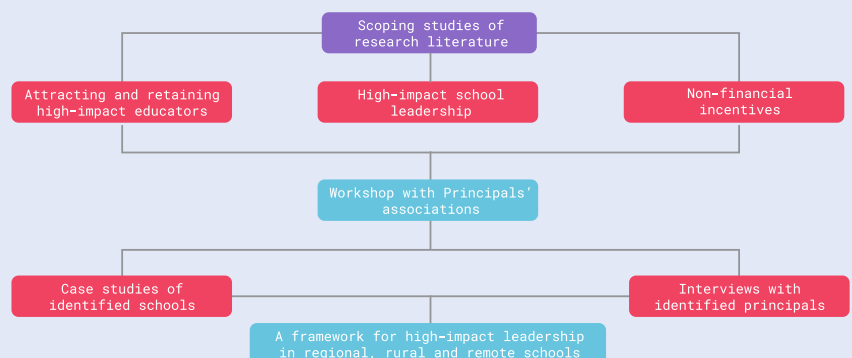 Scoping studies of
research literature
Attracting and retaining
high-impact educators
High-impact school
leadership
Non-financial
incentives
Workshop with Principals’
associations
Case studies of
identified schools
Interviews with
identified principals
A framework for high-impact leadership
in regional, rural and remote schools